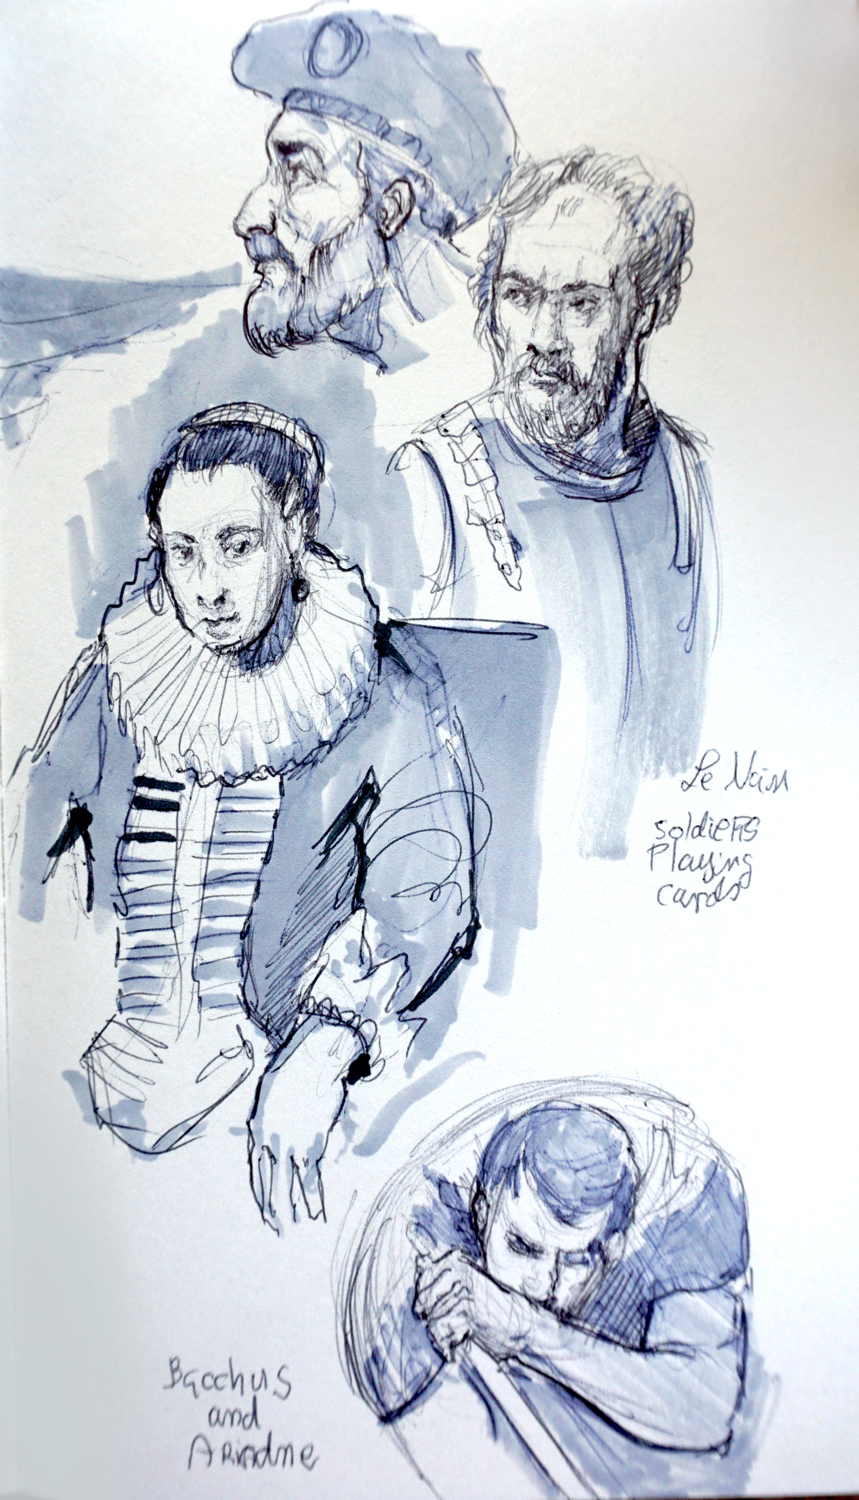 Le Nain
soldiers
Playing
cards
Bacchus
and
Ariadne